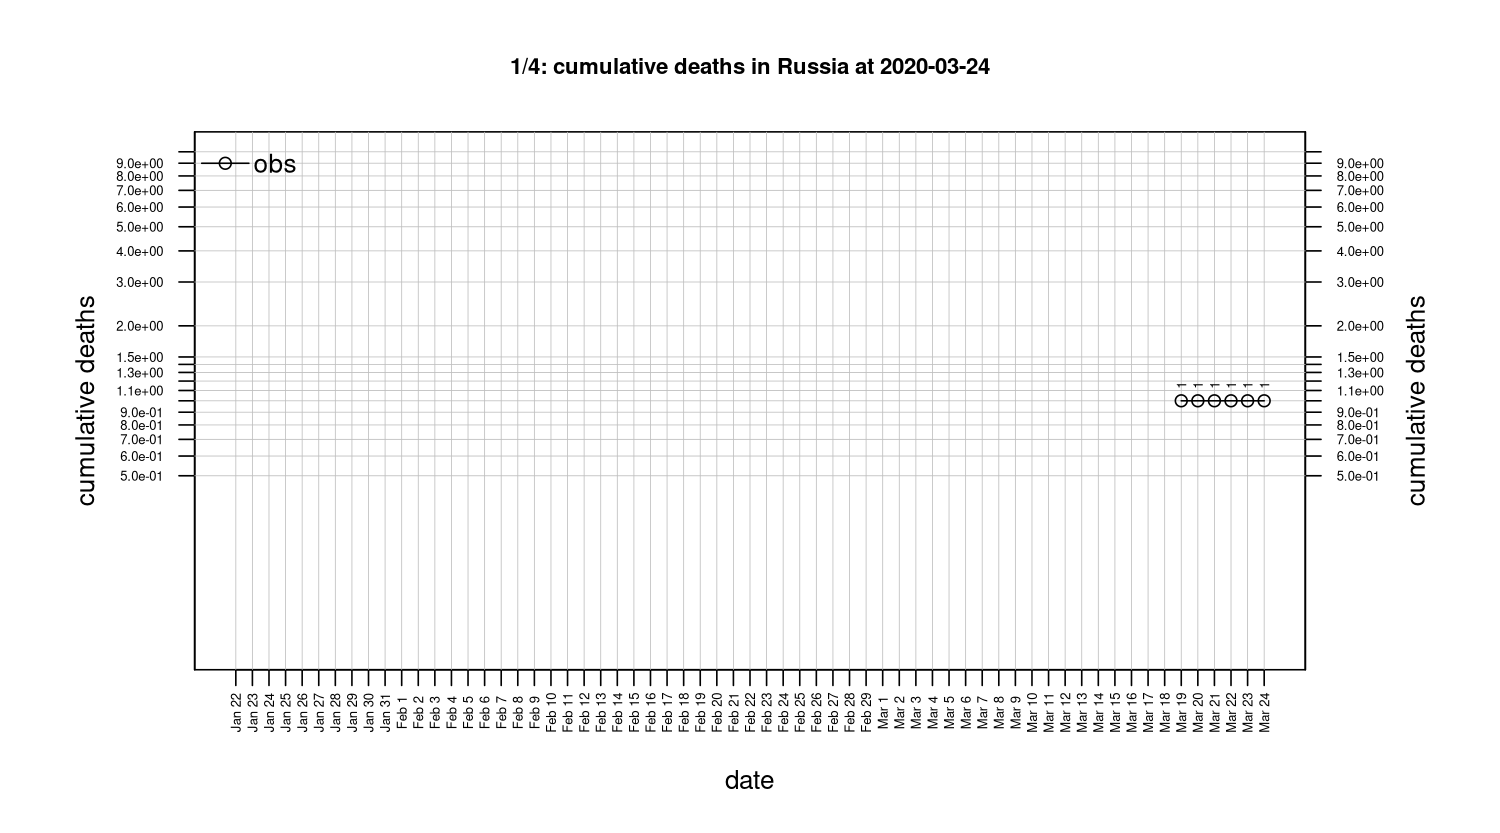 1/4: cumulative deaths in Russia at 2020-03-24
obs
cumulative deaths
9.0e+00
8.0e+00
7.0e+00
6.0e+00
5.0e+00
4.0e+00
3.0e+00
2.0e+00
1.5e+00
1.3e+00
1.1e+00
9.0e-01
8.0e-01
7.0e-01
6.0e-01
5.0e-01
1 1 1 1 1 1
9.0e+00
8.0e+00
7.0e+00
6.0e+00
5.0e+00
4.0e+00
3.0e+00
2.0e+00
1.5e+00
1.3e+00
1.1e+00
9.0e-01
8.0e-01
7.0e-01
6.0e-01
5.0e-01
cumulative deaths
Jan 22
Jan 23
Jan 24
Jan 25
Jan 26
Jan 27
Jan 28
Jan 29
Jan 30
Jan 31
Feb 1
Feb 2
Feb 3
Feb 4
Feb 5
Feb 6
Feb 7
Feb 8
Feb 9
Feb 10
Feb 11
Feb 12
Feb 13
Feb 14
Feb 15
Feb 16
Feb 17
Feb 18
Feb 19
Feb 20
Feb 21
Feb 22
Feb 23
Feb 24
Feb 25
Feb 26
Feb 27
Feb 28
Feb 29
Mar 1
Mar 2
Mar 3
Mar 4
Mar 5
Mar 6
Mar 7
Mar 8
Mar 9
Mar 10
Mar 11
Mar 12
Mar 13
Mar 14
Mar 15
Mar 16
Mar 17
Mar 18
Mar 19
Mar 20
Mar 21
Mar 22
Mar 23
Mar 24
date